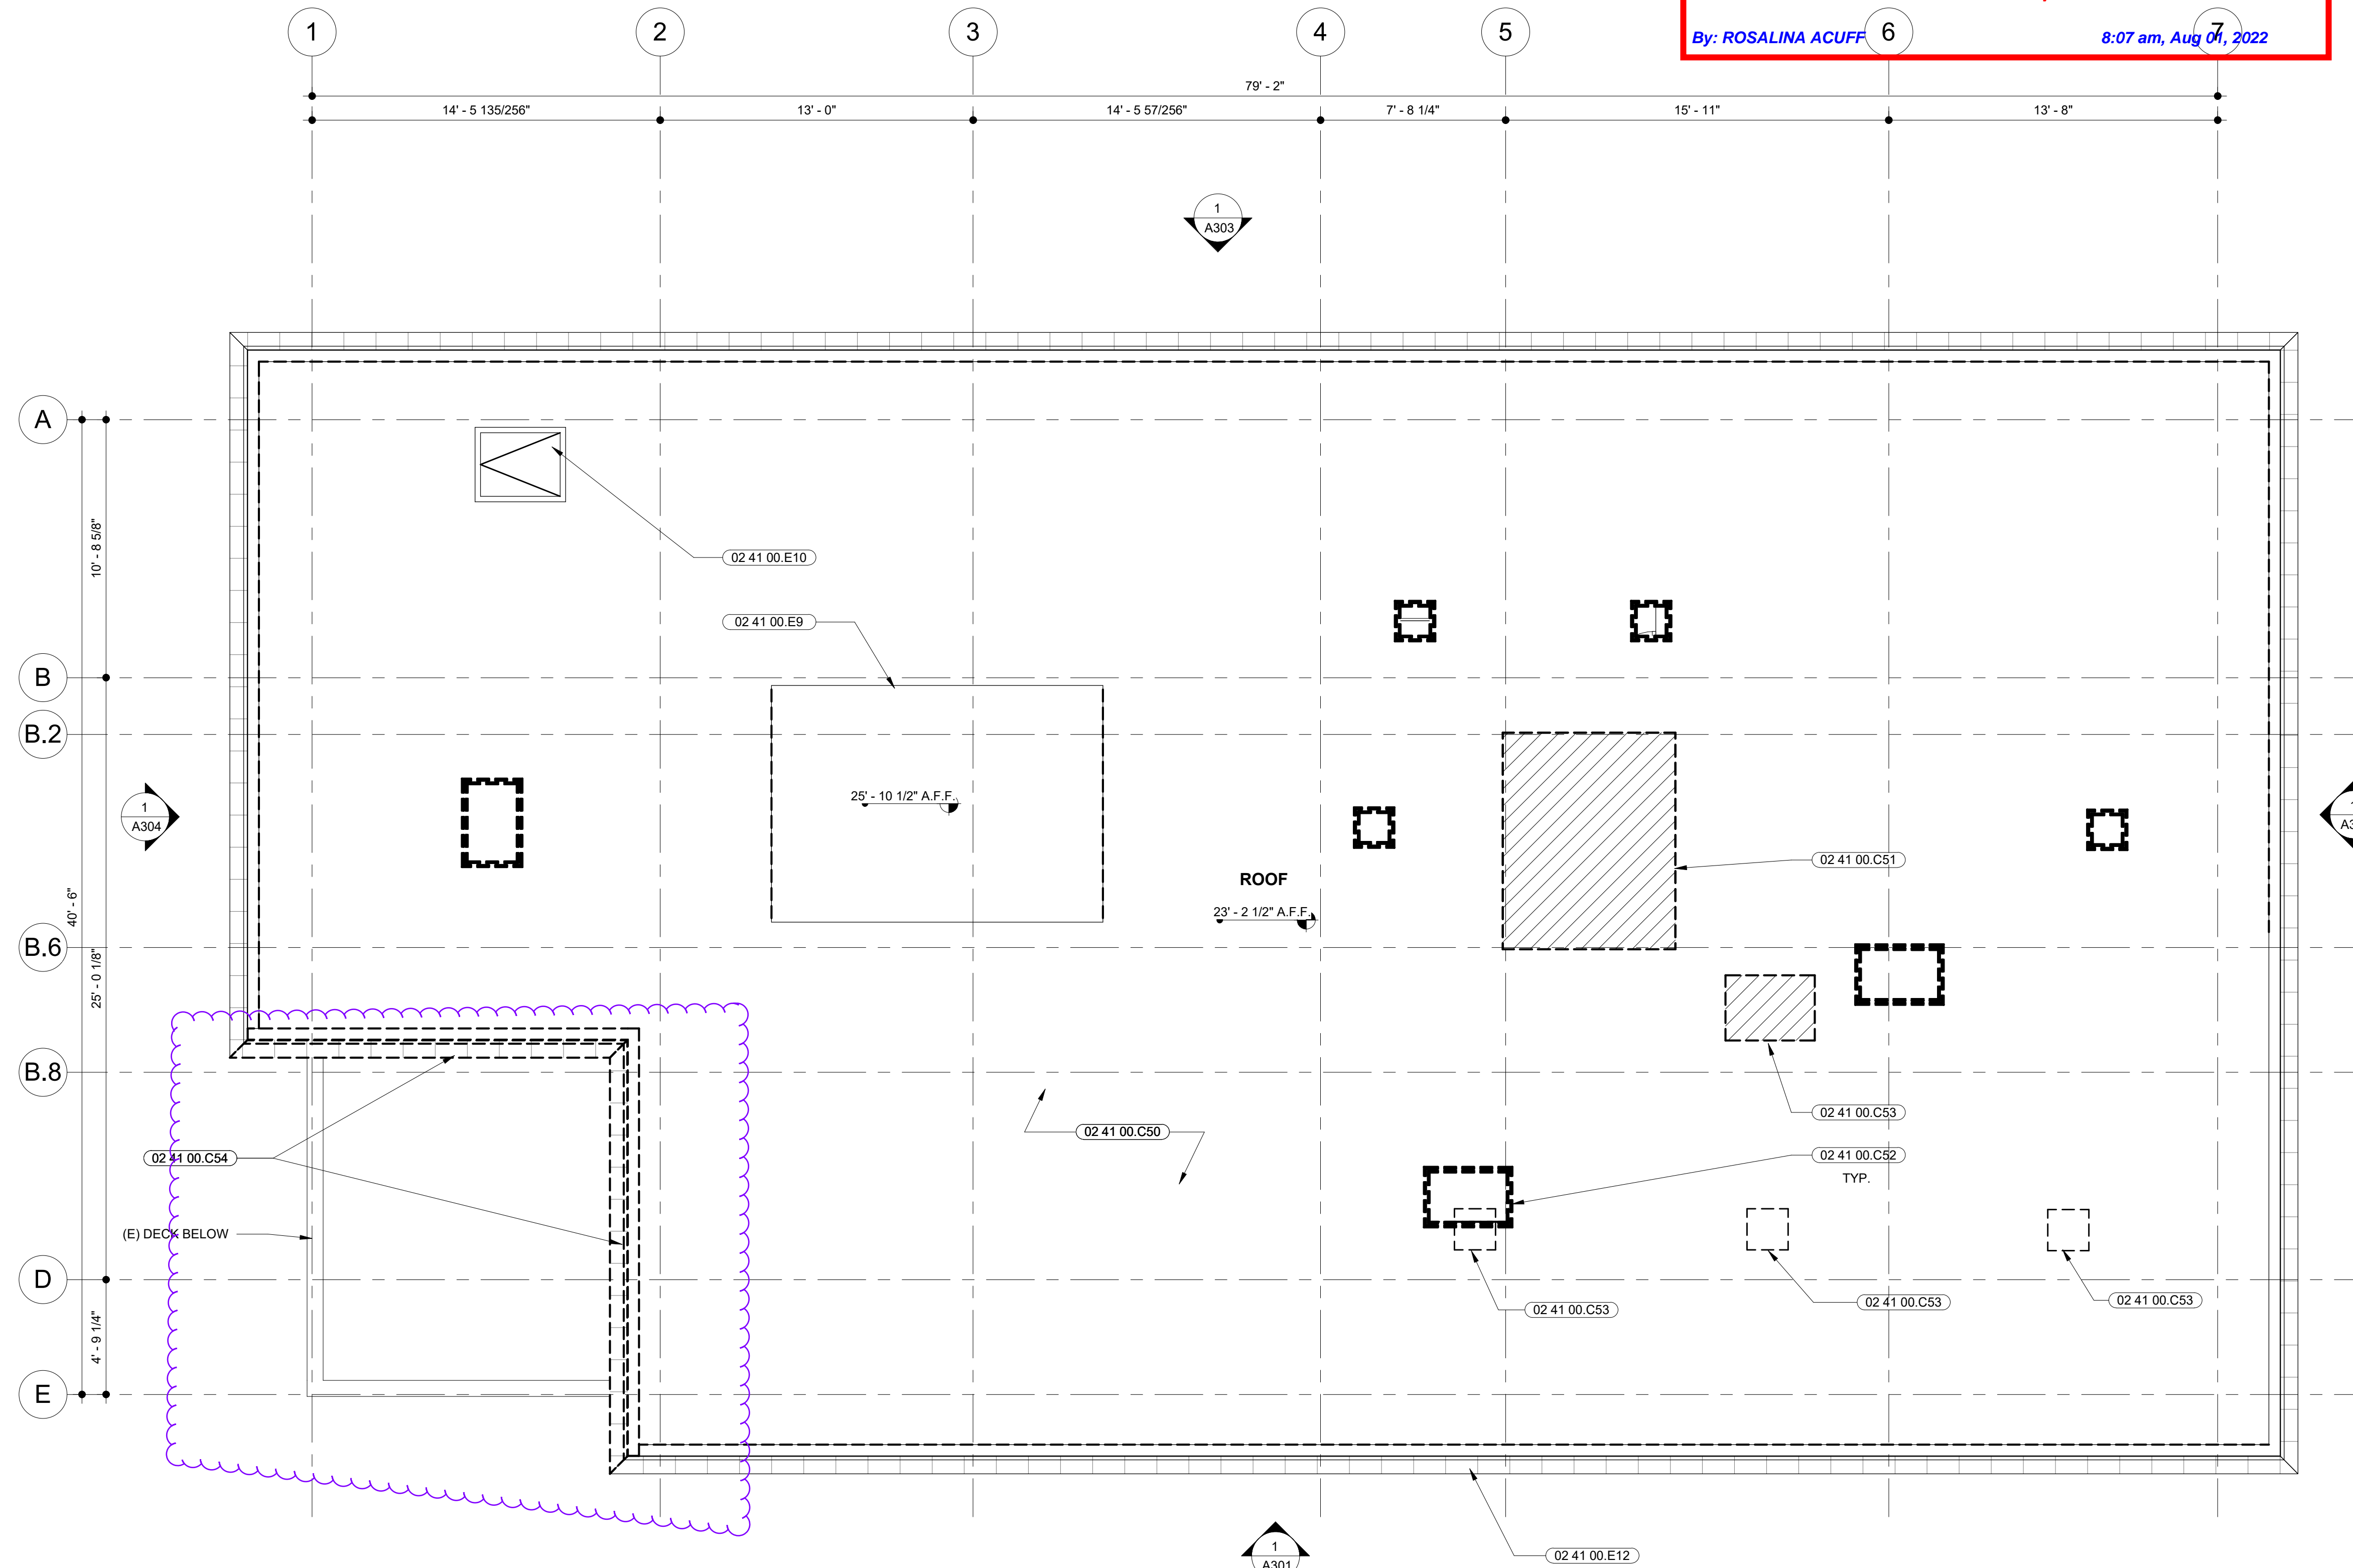 1
2
3
4
5
6
7
By: ROSALINA ACUFF
8:07 am, Aug 01, 2022
79' - 2"
14' - 5 135/256"
13' - 0"
14' - 5 57/256"
7' - 8 1/4"
15' - 11"
13' - 8"
1
A303
A
10' - 8 5/8"
02 41 00.E10
02 41 00.E9
B
B.2
25' - 10 1/2" A.F.F.
1
A304
02 41 00.C51
ROOF
40' - 6"
23' - 2 1/2" A.F.F.
B.6
25' - 0 1/8"
B.8
02 41 00.C53
02 41 00.C50
02 41 00.C54
02 41 00.C52
TYP.
(E) DECK BELOW
D
02 41 00.C53
02 41 00.C53
02 41 00.C53
4' - 9 1/4"
E
1
A301
02 41 00.E12